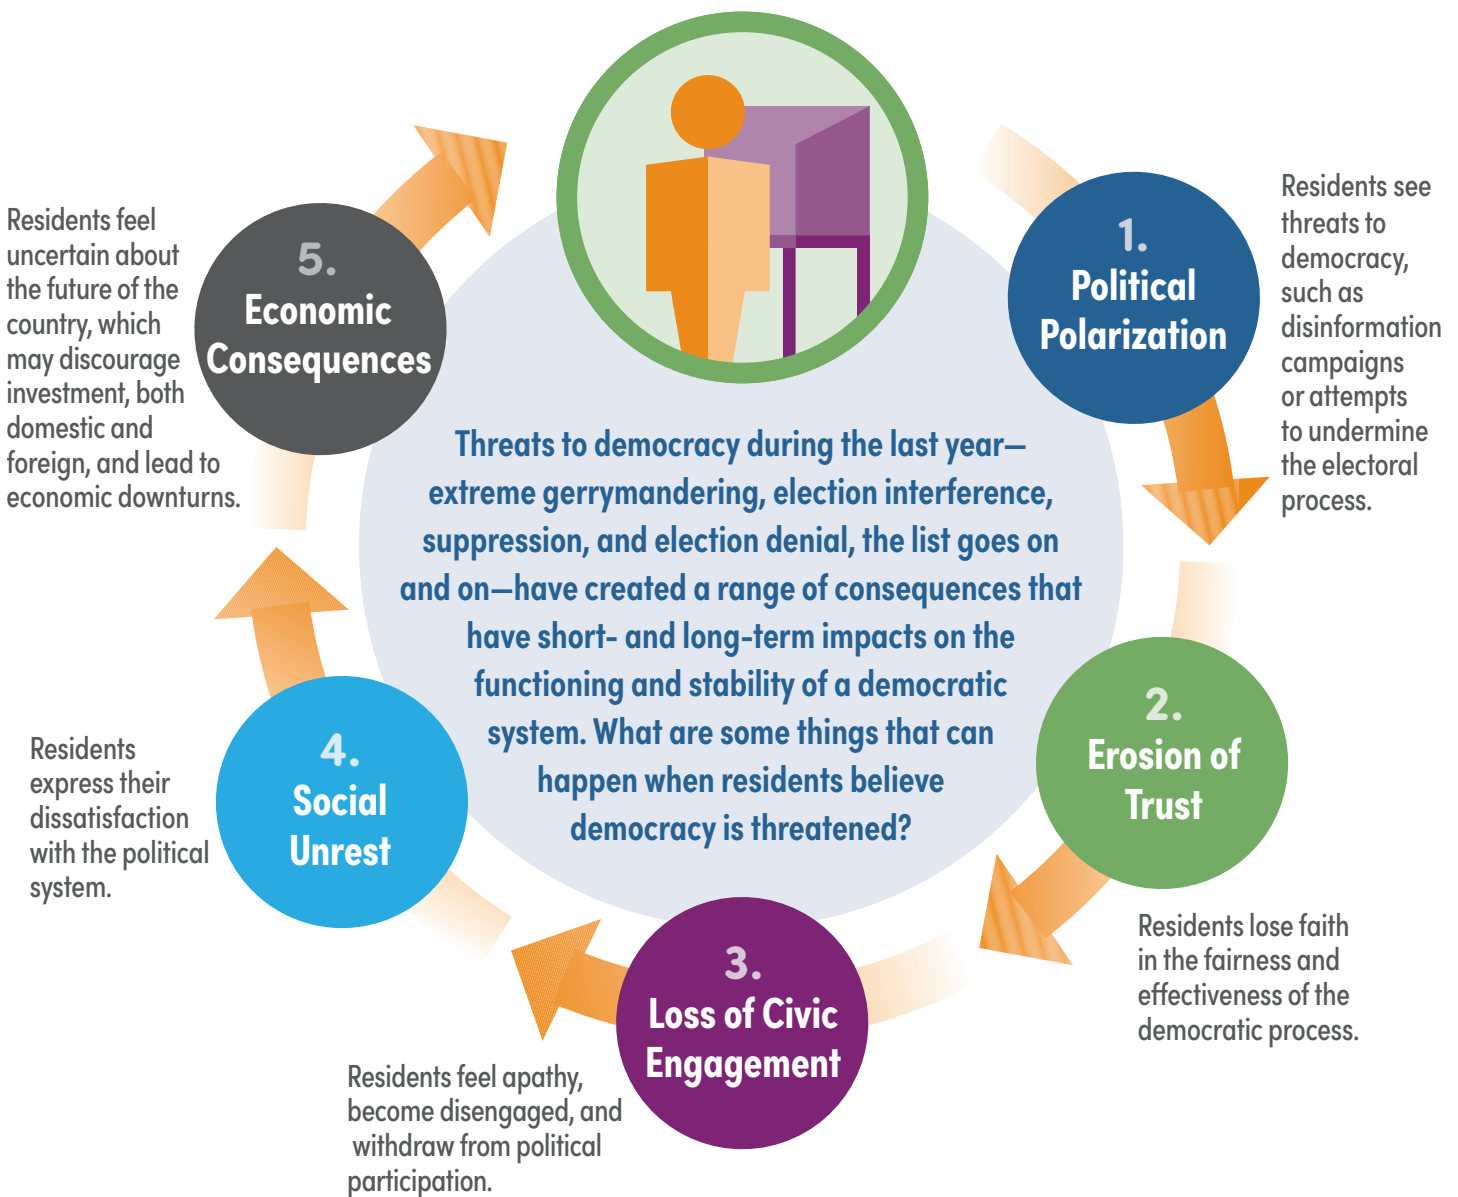 Threats to democracy during the last year—
extreme gerrymandering, election interference,
suppression, and election denial, the list goes on
and on—have created a range of consequences that
have short- and long-term impacts on the
functioning and stability of a democratic
system. What are some things that can
happen when residents believe
democracy is threatened?
1.
Political
Polarization
Residents see
threats to
democracy,
such as
disinformation
campaigns
or attempts
to undermine
the electoral
process.
2.
Erosion of
Trust
Residents lose faith
in the fairness and
effectiveness of the
democratic process.
3.
Loss of Civic
Engagement
Residents feel apathy,
become disengaged, and
withdraw from political
participation.
4.
Social
Unrest
Residents
express their
dissatisfaction
with the political
system.
5.
Economic
Consequences
Residents feel
uncertain about
the future of the
country, which
may discourage
investment, both
domestic and
foreign, and lead to
economic downturns.